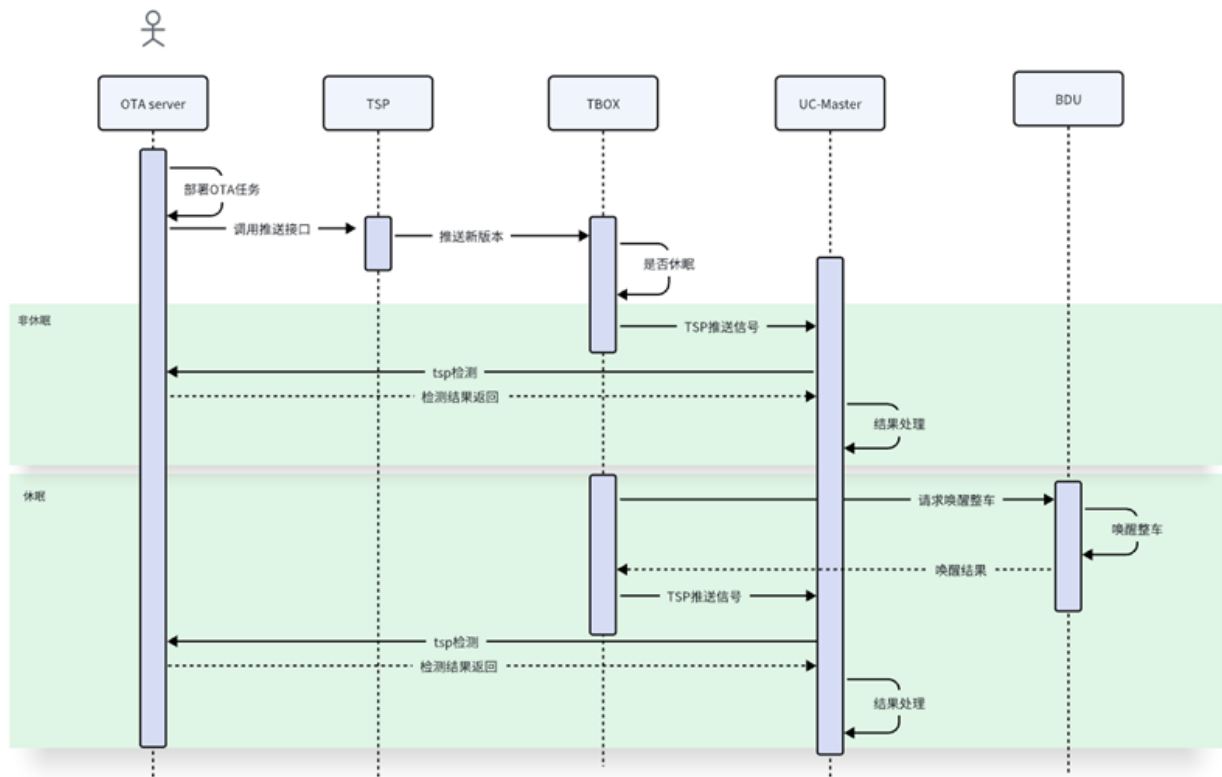 OTA server
TSP
TBOX
UC-Master
BDU
部署OTA任务
调用推送接口
推送新版本
是否休眠
非休眠
TSP推送信号
tsp检测
检测结果返回
结果处理
休眠
请求唤醒整车
唤醒整车
唤醒结果
TSP推送信号
tsp检测
检测结果返回
结果处理